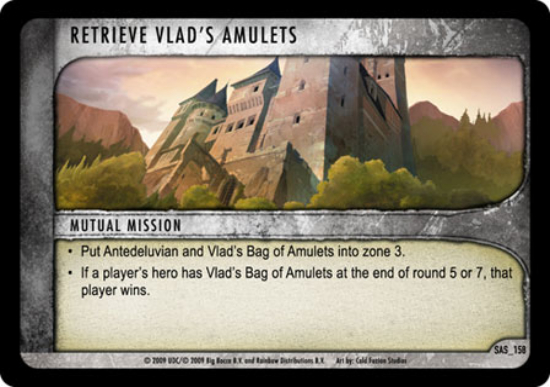 RETRIEVE VLAD'S AMULETS
MUTUAL MISSION
• Put Antedeluvian and Vlad's Bag of Amulets into zone 3.
• If a player's hero has Vlad's Bag of Amulets at the end of round 5 or 7, that
player wins.
SAS_158
© 2009 UDC/© 2009 Big Bocca B.V. and Rainbow Distributions B.V. Art by: Cold Fusion Studios